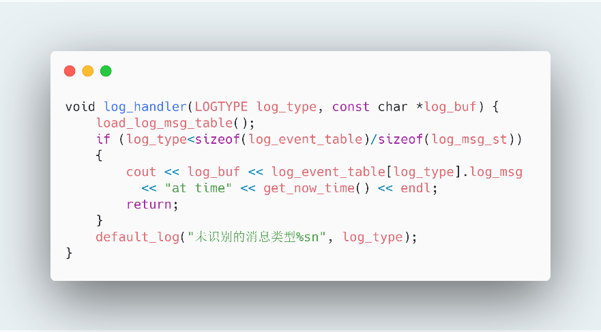 void log_handler(LOGTYPE log_type, const char *log_buf) {
load_log_msg_table();
if (log_type<sizeof(log_event_table)/sizeof(log_msg_st))
{
cout << log_buf << log_event_table[log_type].log_msg
<< "at time" << get_now_time() << endl;
return;
}
default_log("未识别的消息类型%sn", log_type);
}